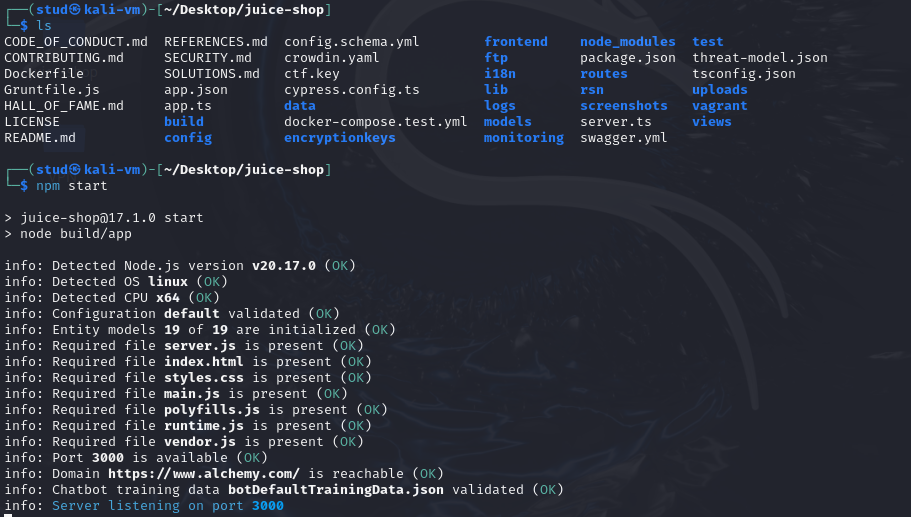 ┌──(stud㉿kali-vm)-[~/Desktop/juice-shop]
└─$ ls
CODE_OF_CONDUCT.md  REFERENCES.md  config.schema.yml        frontend    node_modules  test
CONTRIBUTING.md     SECURITY.md    crowdin.yaml             ftp         package.json  threat-model.json
Dockerfile          SOLUTIONS.md   ctf.key                  i18n        routes        tsconfig.json
Gruntfile.js        app.json       cypress.config.ts        lib         rsn           uploads
HALL_OF_FAME.md     app.ts         data                     logs        screenshots   vagrant
LICENSE             build          docker-compose.test.yml  models      server.ts     views
README.md           config         encryptionkeys           monitoring  swagger.yml
┌──(stud㉿kali-vm)-[~/Desktop/juice-shop]
└─$ npm start
> juice-shop@17.1.0 start
> node build/app
info: Detected Node.js version v20.17.0 (OK)
info: Detected OS linux (OK)
info: Detected CPU x64 (OK)
info: Configuration default validated (OK)
info: Entity models 19 of 19 are initialized (OK)
info: Required file server.js is present (OK)
info: Required file index.html is present (OK)
info: Required file styles.css is present (OK)
info: Required file main.js is present (OK)
info: Required file polyfills.js is present (OK)
info: Required file runtime.js is present (OK)
info: Required file vendor.js is present (OK)
info: Port 3000 is available (OK)
info: Domain https://www.alchemy.com/ is reachable (OK)
info: Chatbot training data botDefaultTrainingData.json validated (OK)
info: Server listening on port 3000